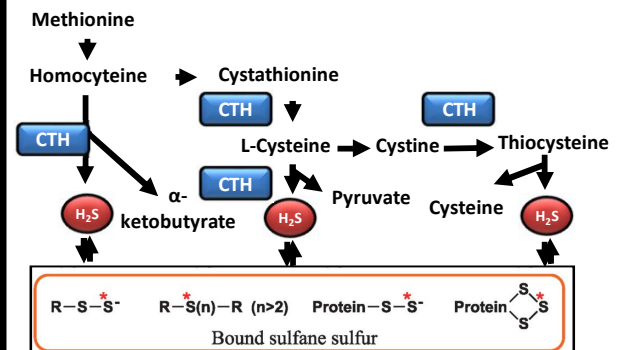 Methionine
Homocyteine
Cystathionine
CTH
CTH
CTH
L-Cysteine
Cystine
Thiocysteine
CTH
α-
ketobutyrate
Pyruvate
Cysteine
H₂S
H₂S
H₂S
R–S–S⁻
*
R–S(n)–R (n>2)
*
Protein–S–S⁻
*
Protein
S
S
S
*
Bound sulfane sulfur